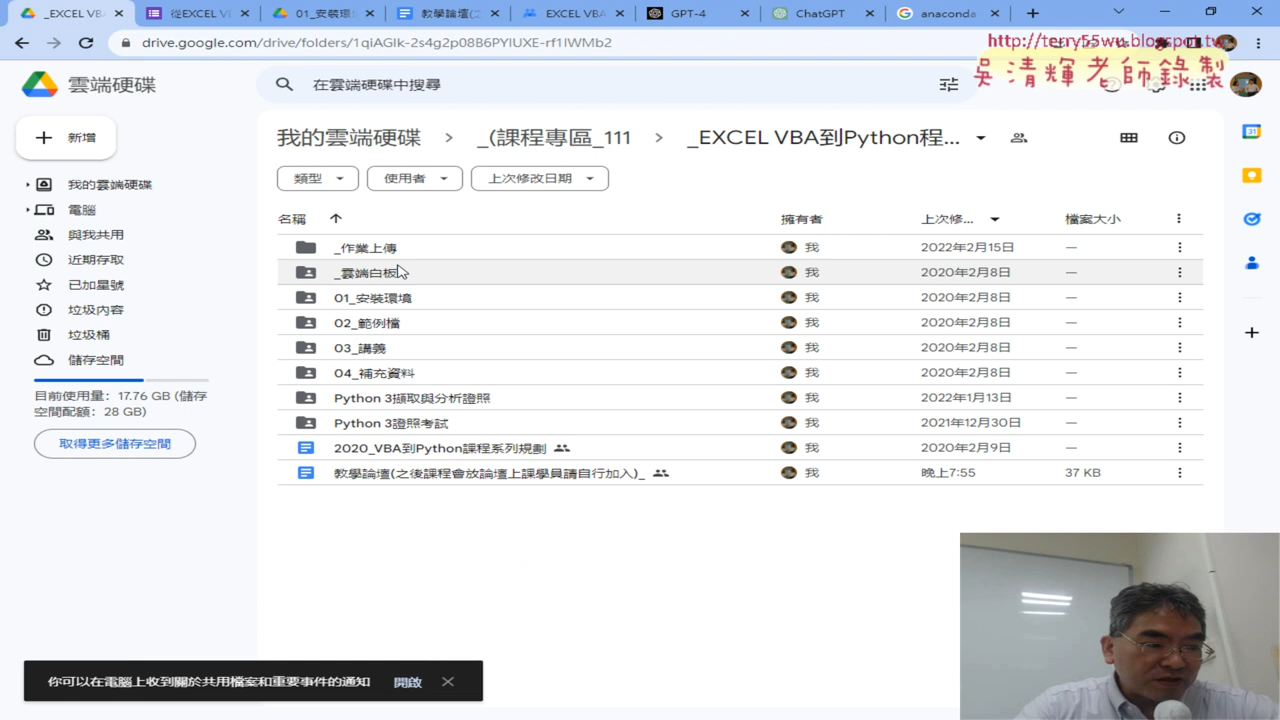 _EXCEL VBA
從EXCEL VI
01_安裝環境
教學論壇(之
EXCEL VBA
GPT-4
ChatGPT
anaconda
drive.google.com/drive/folders/1qiAGlk-2s4g2p08B6PYIUXE-rf1IWMb2
http://terry55wu.blogspot.tw
吳清輝老師錄製
雲端硬碟
在雲端硬碟中搜尋
新增
我的雲端硬碟
電腦
與我共用
近期存取
已加星號
垃圾內容
垃圾桶
儲存空間
目前使用量: 17.76 GB (儲存
空間配額: 28 GB)
取得更多儲存空間
我的雲端硬碟 > _(課程專區_111 > _EXCEL VBA到Python程...
類型 使用者 上次修改日期
名稱 擁有者 上次修... 檔案大小
_作業上傳 我 2022年2月15日 —
_雲端白板 我 2020年2月8日 —
01_安裝環境 我 2020年2月8日 —
02_範例檔 我 2020年2月8日 —
03_講義 我 2020年2月8日 —
04_補充資料 我 2020年2月8日 —
Python 3擷取與分析證照 我 2022年1月13日 —
Python 3證照考試 我 2021年12月30日 —
2020_VBA到Python課程系列規劃 我 2020年2月9日 —
教學論壇(之後課程會放論壇上課學員請自行加入)_ 我 晚上7:55 37 KB
你可以在電腦上收到關於共用檔案和重要事件的通知 開啟